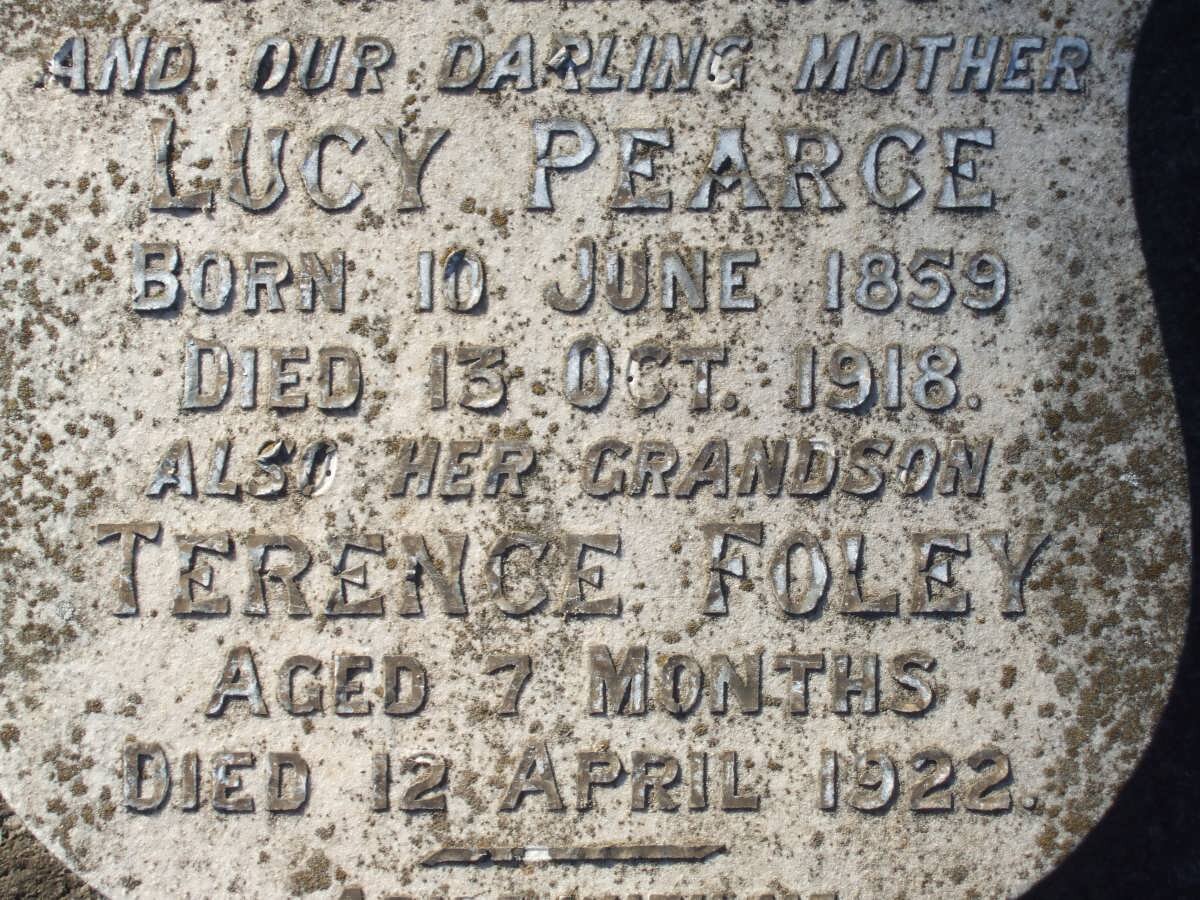 AND OUR DARLING MOTHER
LUCY PEARCE
BORN 10 JUNE 1859
DIED 13 OCT. 1918.
ALSO HER GRANDSON
TERENCE FOLEY
AGED 7 MONTHS
DIED 12 APRIL 1922.